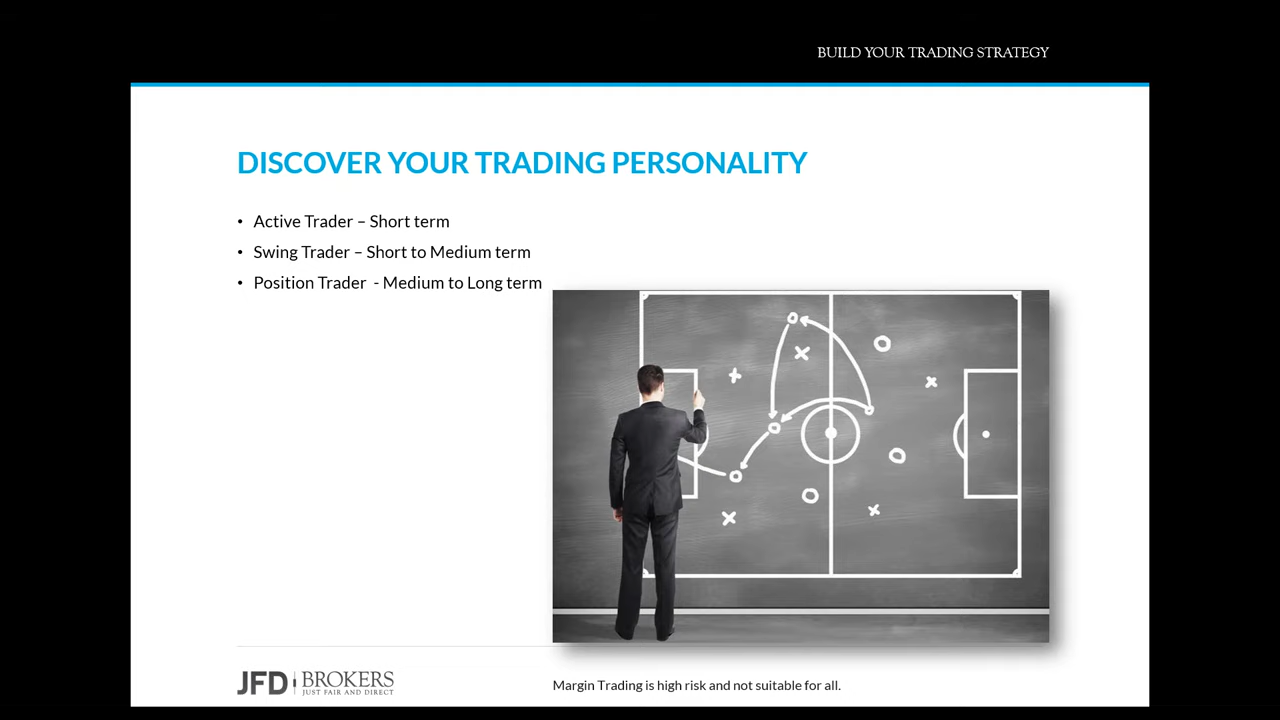 BUILD YOUR TRADING STRATEGY
DISCOVER YOUR TRADING PERSONALITY
• Active Trader – Short term
• Swing Trader – Short to Medium term
• Position Trader - Medium to Long term
JFD BROKERS
JUST FAIR AND DIRECT
Margin Trading is high risk and not suitable for all.